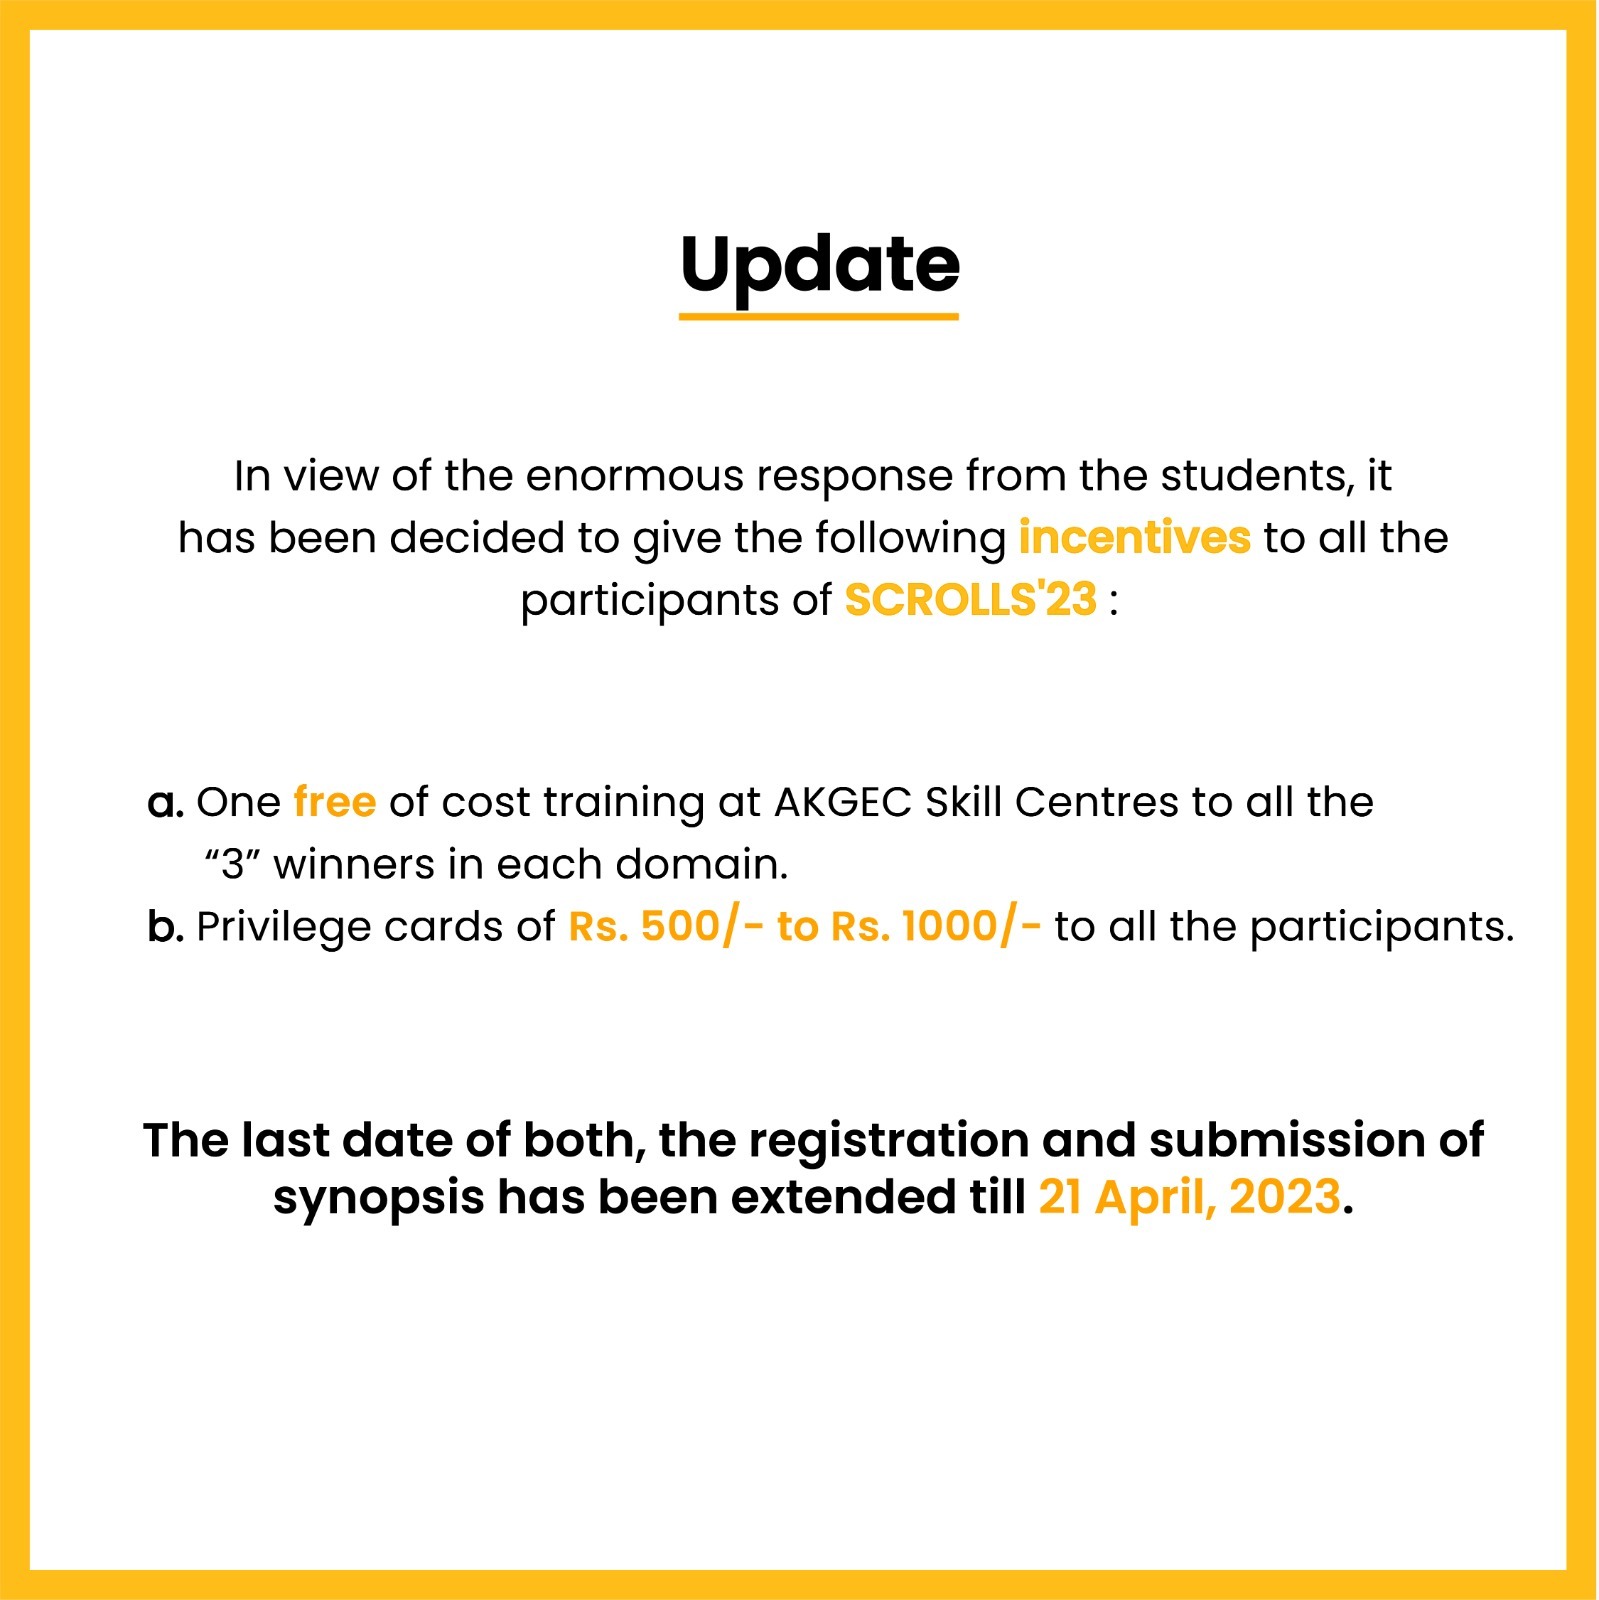 Update
In view of the enormous response from the students, it
has been decided to give the following incentives to all the
participants of SCROLLS'23 :
a. One free of cost training at AKGEC Skill Centres to all the
“3” winners in each domain.
b. Privilege cards of Rs. 500/- to Rs. 1000/- to all the participants.
The last date of both, the registration and submission of
synopsis has been extended till 21 April, 2023.